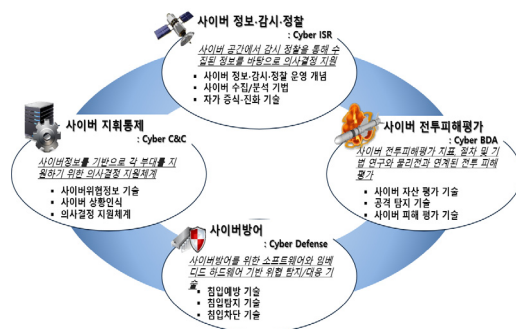 사이버 정보·감시·정찰
: Cyber ISR
사이버 공간에서 감시 정찰을 통해 수
집된 정보를 바탕으로 의사결정 지원
▪ 사이버 정보·감시·정찰 운영 개념
▪ 사이버 수집/분석 기법
▪ 자가 증식·진화 기술
사이버 지휘통제
: Cyber C&C
사이버정보를 기반으로 각 부대를 지
원하기 위한 의사결정 지원체계
▪ 사이버위협정보 기술
▪ 사이버 상황인식
▪ 의사결정 지원체계
사이버 전투피해평가
: Cyber BDA
사이버 전투피해평가 지표, 절차 및 기
법 연구와 물리전과 연계된 전투 피해
평가
▪ 사이버 자산 평가 기술
▪ 공격 탐지 기술
▪ 사이버 피해 평가 기술
사이버방어
: Cyber Defense
사이버방어를 위한 소프트웨어와 임베
디드 하드웨어 기반 위협 탐지/대응 기
술
▪ 침입예방 기술
▪ 침입탐지 기술
▪ 침입차단 기술